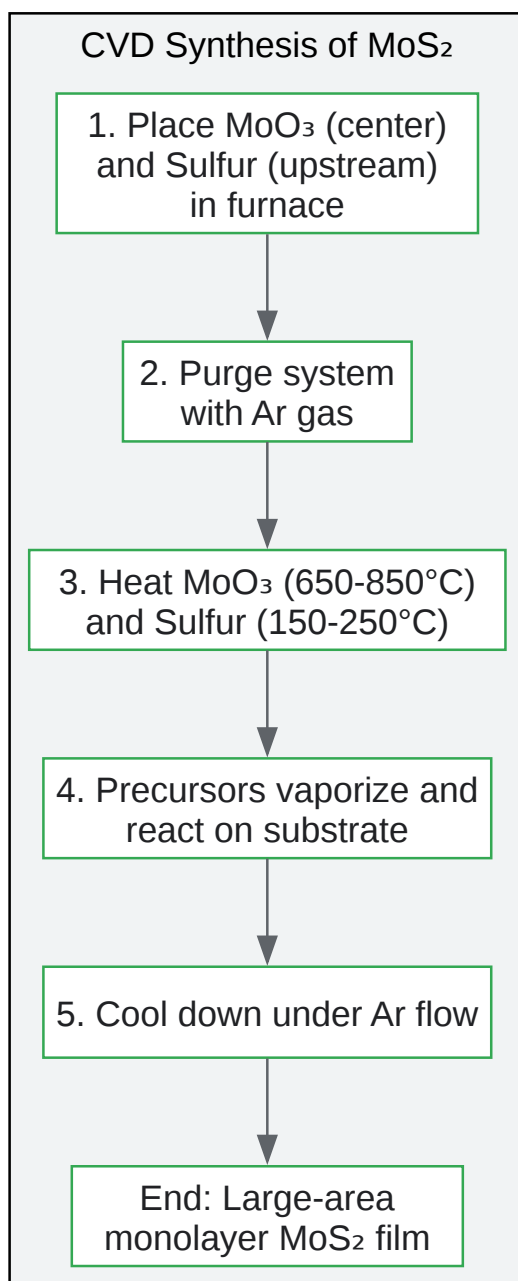 CVD Synthesis of MoS₂
1. Place MoO₃ (center)
and Sulfur (upstream)
in furnace
2. Purge system
with Ar gas
3. Heat MoO₃ (650-850°C)
and Sulfur (150-250°C)
4. Precursors vaporize and
react on substrate
5. Cool down under Ar flow
End: Large-area
monolayer MoS₂ film